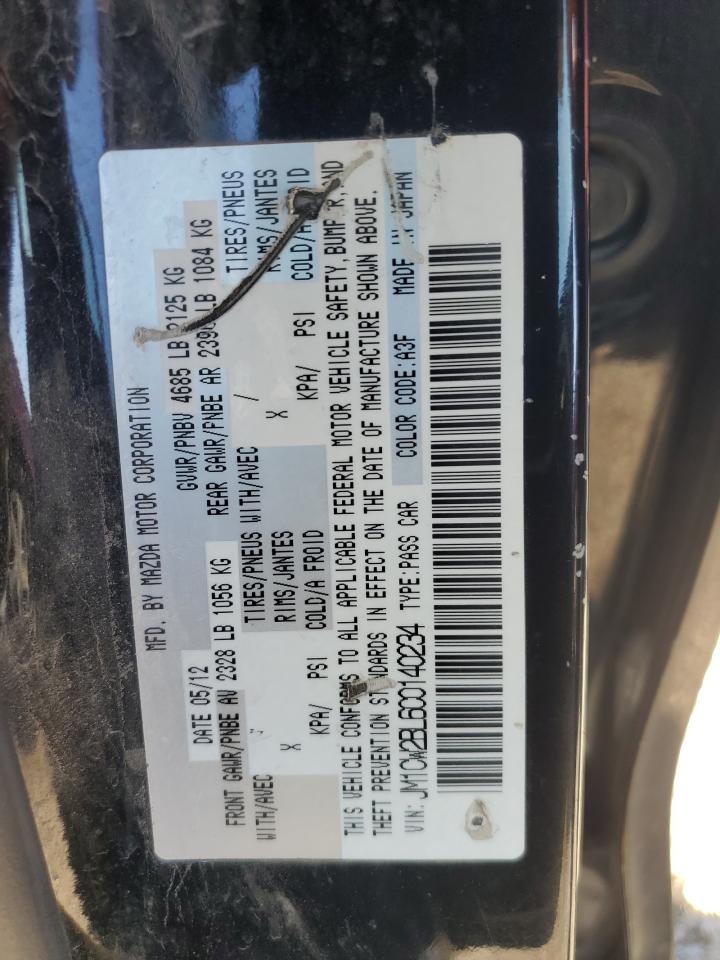 MFD. BY MAZDA MOTOR CORPORATION
DATE 05/12 GVWR/PNBV 4685 LB 2125 KG
FRONT GAWR/PNBE AV 2328 LB 1056 KG REAR GAWR/PNBE AR 2390 LB 1084 KG
WITH/AVEC TIRES/PNEUS WITH/AVEC / TIRES/PNEUS
X RIMS/JANTES X RIMS/JANTES
KPA/ PSI COLD/A FROID KPA/ PSI COLD/A FROID
THIS VEHICLE CONFORMS TO ALL APPLICABLE FEDERAL MOTOR VEHICLE SAFETY, BUMPER, AND
THEFT PREVENTION STANDARDS IN EFFECT ON THE DATE OF MANUFACTURE SHOWN ABOVE.
VIN: JM1CW2BL6C0140234 TYPE:PASS CAR COLOR CODE:A3F MADE IN JAPAN